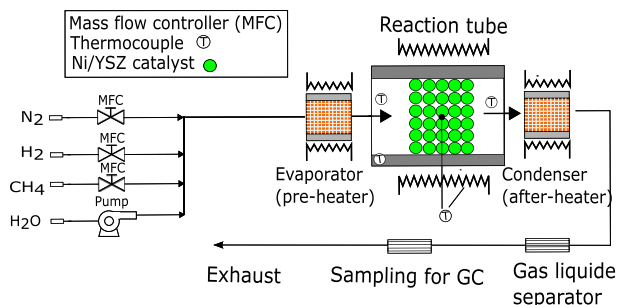 Mass flow controller (MFC)
Thermocouple T
Ni/YSZ catalyst
Reaction tube
N2
MFC
H2
MFC
CH4
MFC
H2O
Pump
T
T
T
T
Evaporator
(pre-heater)
Condenser
(after-heater)
Exhaust
Sampling for GC
Gas liquide
separator